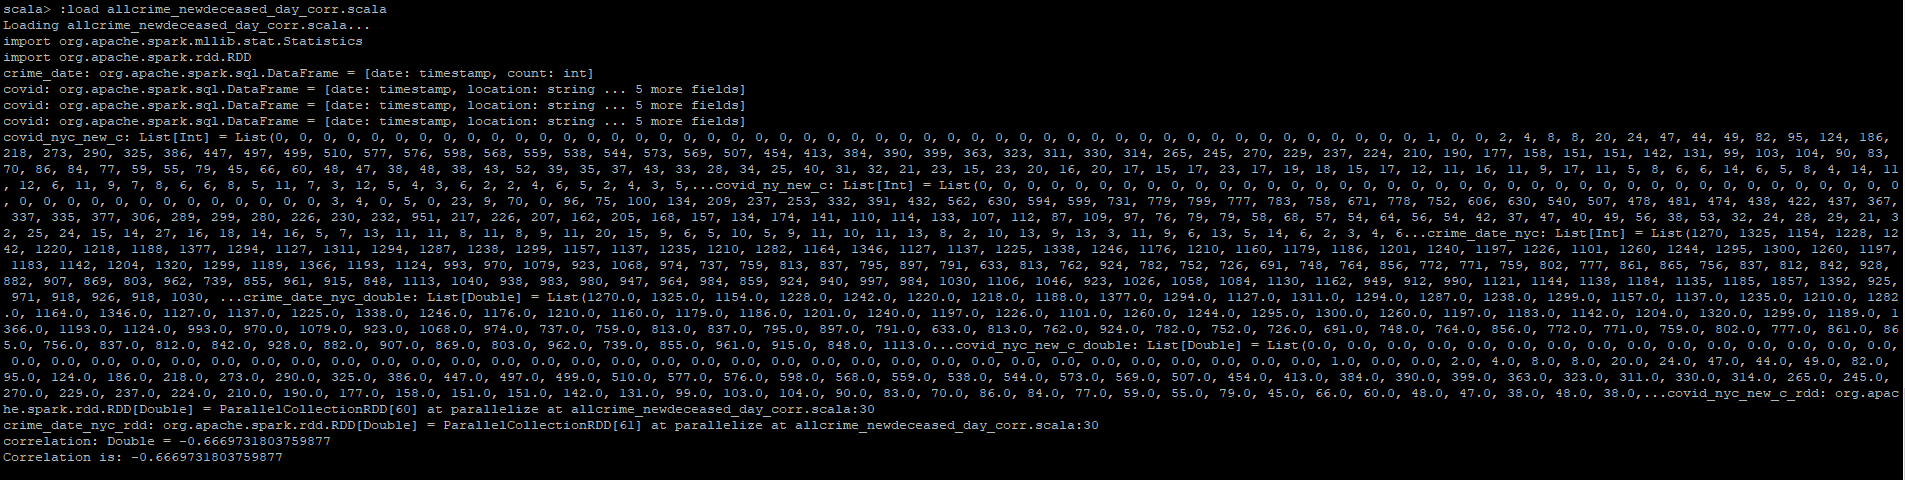 scala> :load allcrime_newdeceased_day_corr.scala
Loading allcrime_newdeceased_day_corr.scala...
import org.apache.spark.mllib.stat.Statistics
import org.apache.spark.rdd.RDD
crime_date: org.apache.spark.sql.DataFrame = [date: timestamp, count: int]
covid: org.apache.spark.sql.DataFrame = [date: timestamp, location: string ... 5 more fields]
covid: org.apache.spark.sql.DataFrame = [date: timestamp, location: string ... 5 more fields]
covid: org.apache.spark.sql.DataFrame = [date: timestamp, location: string ... 5 more fields]
covid_nyc_new_c: List[Int] = List(0, 0, 0, 0, 0, 0, 0, 0, 0, 0, 0, 0, 0, 0, 0, 0, 0, 0, 0, 0, 0, 0, 0, 0, 0, 0, 0, 0, 0, 0, 0, 0, 0, 0, 0, 0, 0, 0, 0, 0, 0, 0, 0, 0, 0, 0, 0, 0, 1, 0, 0, 2, 4, 8, 8, 20, 24, 47, 44, 49, 82, 95, 124, 186,
218, 273, 290, 325, 386, 447, 497, 499, 510, 577, 576, 598, 568, 559, 538, 544, 573, 569, 507, 454, 413, 384, 390, 399, 363, 323, 311, 330, 314, 265, 245, 270, 229, 237, 224, 210, 190, 177, 158, 151, 151, 142, 131, 99, 103, 104, 90, 83,
70, 86, 84, 77, 59, 55, 79, 45, 66, 60, 48, 47, 38, 48, 38, 43, 52, 39, 35, 37, 43, 33, 28, 34, 25, 40, 31, 32, 21, 23, 15, 23, 20, 16, 20, 17, 15, 17, 23, 17, 19, 18, 15, 17, 12, 11, 16, 11, 9, 17, 11, 5, 8, 6, 6, 14, 6, 5, 8, 4, 14, 11
, 12, 6, 11, 9, 7, 8, 6, 6, 8, 5, 11, 7, 3, 12, 5, 4, 3, 6, 2, 2, 4, 6, 5, 2, 4, 3, 5,...covid_ny_new_c: List[Int] = List(0, 0, 0, 0, 0, 0, 0, 0, 0, 0, 0, 0, 0, 0, 0, 0, 0, 0, 0, 0, 0, 0, 0, 0, 0, 0, 0, 0, 0, 0, 0, 0, 0, 0, 0, 0, 0, 0, 0
, 0, 0, 0, 0, 0, 0, 0, 0, 0, 0, 0, 0, 0, 3, 4, 0, 5, 0, 23, 9, 70, 0, 96, 75, 100, 134, 209, 237, 253, 332, 391, 432, 562, 630, 594, 599, 731, 779, 799, 777, 783, 758, 671, 778, 752, 606, 630, 540, 507, 478, 481, 474, 438, 422, 437, 367,
337, 335, 377, 306, 289, 299, 280, 226, 230, 232, 951, 217, 226, 207, 162, 205, 168, 157, 134, 174, 141, 110, 114, 133, 107, 112, 87, 109, 97, 76, 79, 79, 58, 68, 57, 54, 64, 56, 54, 42, 37, 47, 40, 49, 56, 38, 53, 32, 24, 28, 29, 21, 3
2, 25, 24, 15, 14, 27, 16, 18, 14, 16, 5, 7, 13, 11, 11, 8, 11, 8, 9, 11, 20, 15, 9, 6, 5, 10, 5, 9, 11, 10, 11, 13, 8, 2, 10, 13, 9, 13, 3, 11, 9, 6, 13, 5, 14, 6, 2, 3, 4, 6...crime_date_nyc: List[Int] = List(1270, 1325, 1154, 1228, 12
42, 1220, 1218, 1188, 1377, 1294, 1127, 1311, 1294, 1287, 1238, 1299, 1157, 1137, 1235, 1210, 1282, 1164, 1346, 1127, 1137, 1225, 1338, 1246, 1176, 1210, 1160, 1179, 1186, 1201, 1240, 1197, 1226, 1101, 1260, 1244, 1295, 1300, 1260, 1197,
1183, 1142, 1204, 1320, 1299, 1189, 1366, 1193, 1124, 993, 970, 1079, 923, 1068, 974, 737, 759, 813, 837, 795, 897, 791, 633, 813, 762, 924, 782, 752, 726, 691, 748, 764, 856, 772, 771, 759, 802, 777, 861, 865, 756, 837, 812, 842, 928,
882, 907, 869, 803, 962, 739, 855, 961, 915, 848, 1113, 1040, 938, 983, 980, 947, 964, 984, 859, 924, 940, 997, 984, 1030, 1106, 1046, 923, 1026, 1058, 1084, 1130, 1162, 949, 912, 990, 1121, 1144, 1138, 1184, 1135, 1185, 1857, 1392, 925,
971, 918, 926, 918, 1030, ...crime_date_nyc_double: List[Double] = List(1270.0, 1325.0, 1154.0, 1228.0, 1242.0, 1220.0, 1218.0, 1188.0, 1377.0, 1294.0, 1127.0, 1311.0, 1294.0, 1287.0, 1238.0, 1299.0, 1157.0, 1137.0, 1235.0, 1210.0, 1282
.0, 1164.0, 1346.0, 1127.0, 1137.0, 1225.0, 1338.0, 1246.0, 1176.0, 1210.0, 1160.0, 1179.0, 1186.0, 1201.0, 1240.0, 1197.0, 1226.0, 1101.0, 1260.0, 1244.0, 1295.0, 1300.0, 1260.0, 1197.0, 1183.0, 1142.0, 1204.0, 1320.0, 1299.0, 1189.0, 1
366.0, 1193.0, 1124.0, 993.0, 970.0, 1079.0, 923.0, 1068.0, 974.0, 737.0, 759.0, 813.0, 837.0, 795.0, 897.0, 791.0, 633.0, 813.0, 762.0, 924.0, 782.0, 752.0, 726.0, 691.0, 748.0, 764.0, 856.0, 772.0, 771.0, 759.0, 802.0, 777.0, 861.0, 86
5.0, 756.0, 837.0, 812.0, 842.0, 928.0, 882.0, 907.0, 869.0, 803.0, 962.0, 739.0, 855.0, 961.0, 915.0, 848.0, 1113.0...covid_nyc_new_c_double: List[Double] = List(0.0, 0.0, 0.0, 0.0, 0.0, 0.0, 0.0, 0.0, 0.0, 0.0, 0.0, 0.0, 0.0, 0.0, 0.0,
0.0, 0.0, 0.0, 0.0, 0.0, 0.0, 0.0, 0.0, 0.0, 0.0, 0.0, 0.0, 0.0, 0.0, 0.0, 0.0, 0.0, 0.0, 0.0, 0.0, 0.0, 0.0, 0.0, 0.0, 0.0, 0.0, 0.0, 0.0, 0.0, 0.0, 0.0, 0.0, 0.0, 1.0, 0.0, 0.0, 2.0, 4.0, 8.0, 8.0, 20.0, 24.0, 47.0, 44.0, 49.0, 82.0,
95.0, 124.0, 186.0, 218.0, 273.0, 290.0, 325.0, 386.0, 447.0, 497.0, 499.0, 510.0, 577.0, 576.0, 598.0, 568.0, 559.0, 538.0, 544.0, 573.0, 569.0, 507.0, 454.0, 413.0, 384.0, 390.0, 399.0, 363.0, 323.0, 311.0, 330.0, 314.0, 265.0, 245.0,
270.0, 229.0, 237.0, 224.0, 210.0, 190.0, 177.0, 158.0, 151.0, 151.0, 142.0, 131.0, 99.0, 103.0, 104.0, 90.0, 83.0, 70.0, 86.0, 84.0, 77.0, 59.0, 55.0, 79.0, 45.0, 66.0, 60.0, 48.0, 47.0, 38.0, 48.0, 38.0,...covid_nyc_new_c_rdd: org.apac
he.spark.rdd.RDD[Double] = ParallelCollectionRDD[60] at parallelize at allcrime_newdeceased_day_corr.scala:30
crime_date_nyc_rdd: org.apache.spark.rdd.RDD[Double] = ParallelCollectionRDD[61] at parallelize at allcrime_newdeceased_day_corr.scala:30
correlation: Double = -0.6669731803759877
Correlation is: -0.6669731803759877